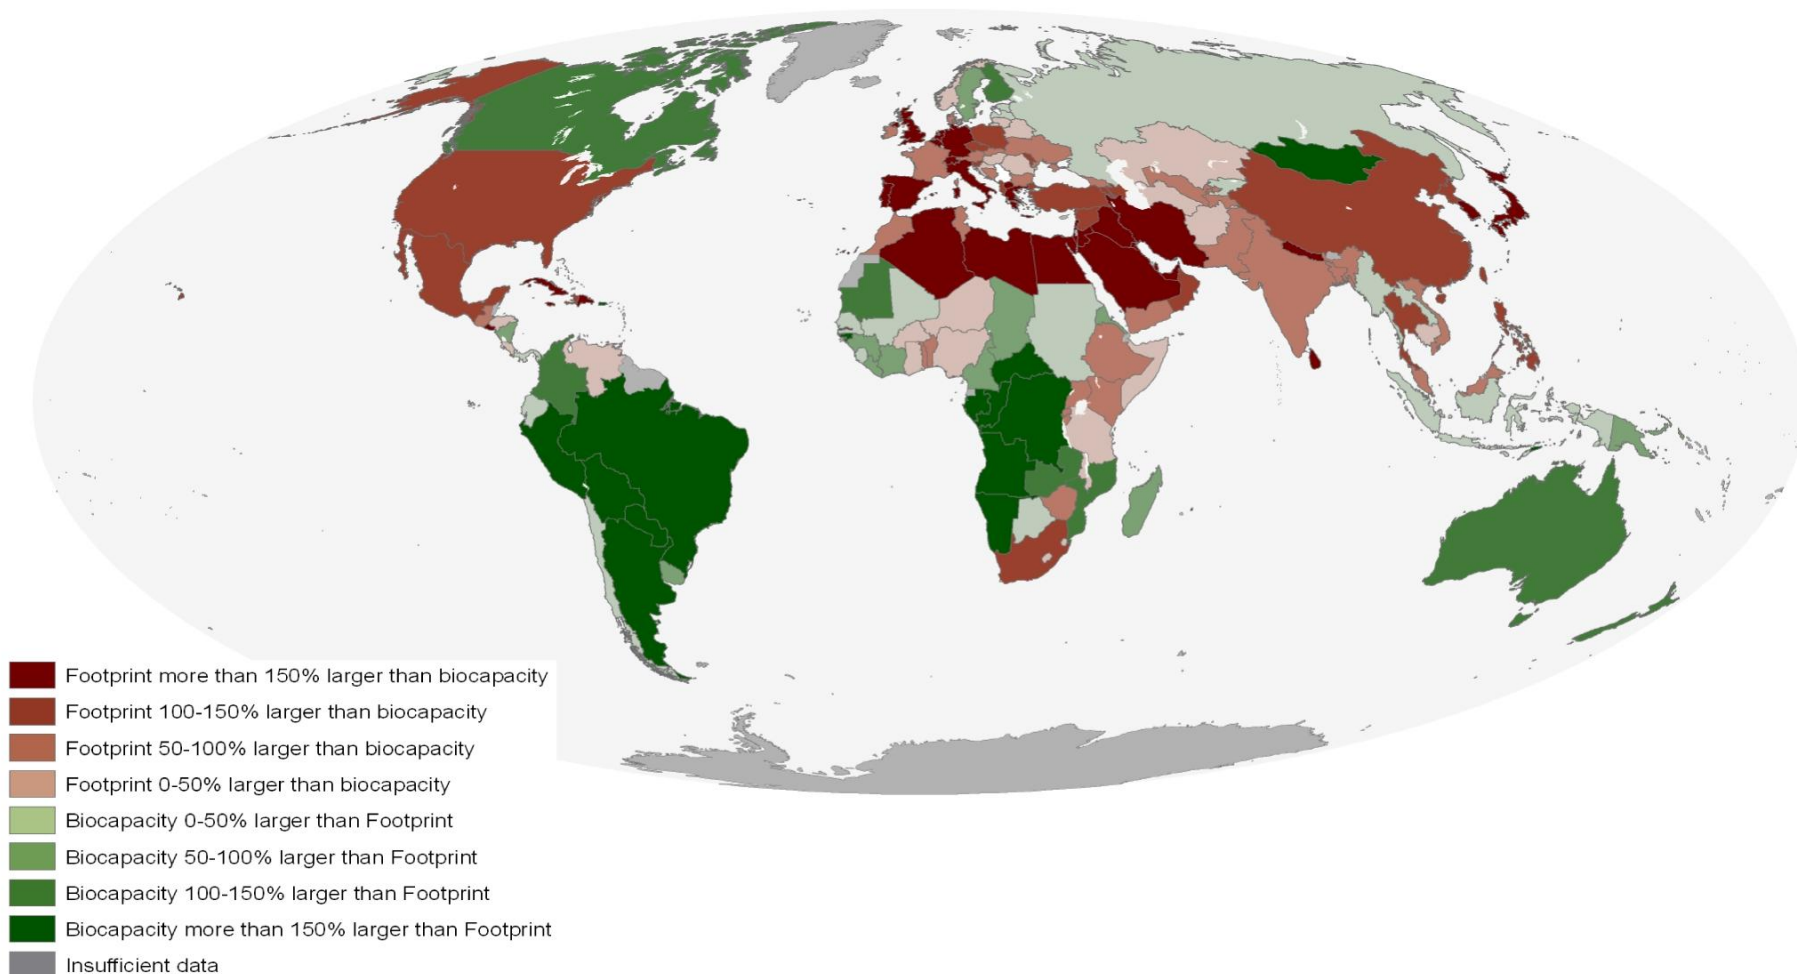 Footprint more than 150% larger than biocapacity
Footprint 100-150% larger than biocapacity
Footprint 50-100% larger than biocapacity
Footprint 0-50% larger than biocapacity
Biocapacity 0-50% larger than Footprint
Biocapacity 50-100% larger than Footprint
Biocapacity 100-150% larger than Footprint
Biocapacity more than 150% larger than Footprint
Insufficient data